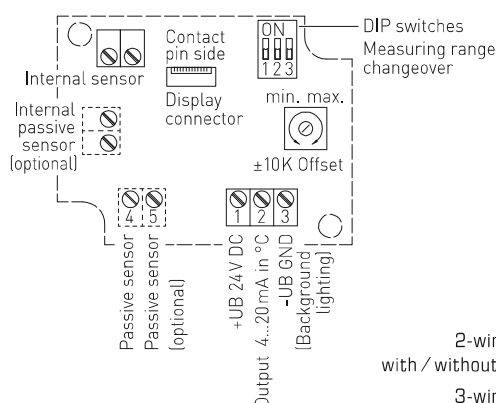 ON
1 2 3
DIP switches
Measuring range
changeover
Contact
pin side
Internal sensor
Display
connector
Internal
passive
sensor
(optional)
min. max.
±10K Offset
4 5
1 2 3
Passive sensor
Passive sensor
(optional)
+UB 24V DC
Output 4...20mA in °C
-UB GND
(Background
lighting)
2-wir
with / without
3-wir